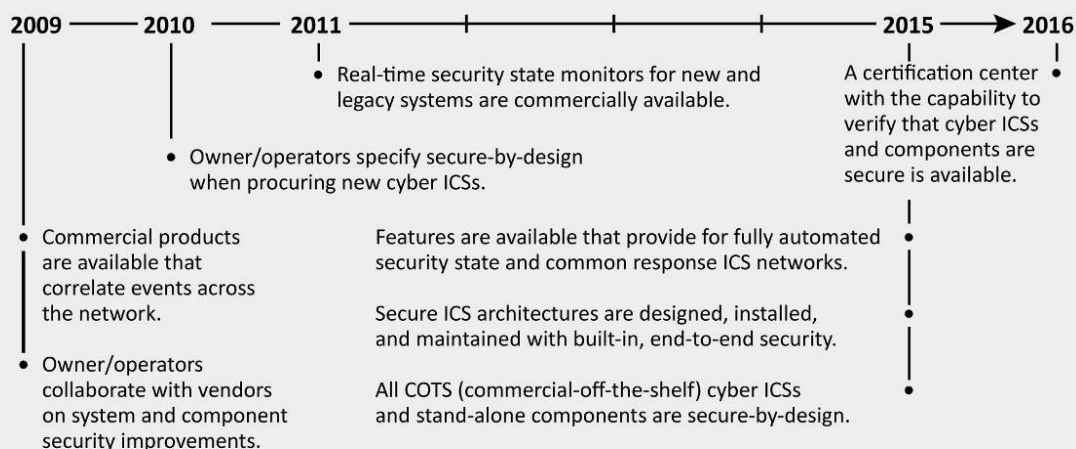 2009 2010 2011 2015 2016
Real-time security state monitors for new and
legacy systems are commercially available.
A certification center
with the capability to
verify that cyber ICSs
and components are
secure is available.
Owner/operators specify secure-by-design
when procuring new cyber ICSs.
Commercial products
are available that
correlate events across
the network.
Features are available that provide for fully automated
security state and common response ICS networks.
Secure ICS architectures are designed, installed,
and maintained with built-in, end-to-end security.
Owner/operators
collaborate with vendors
on system and component
security improvements.
All COTS (commercial-off-the-shelf) cyber ICSs
and stand-alone components are secure-by-design.